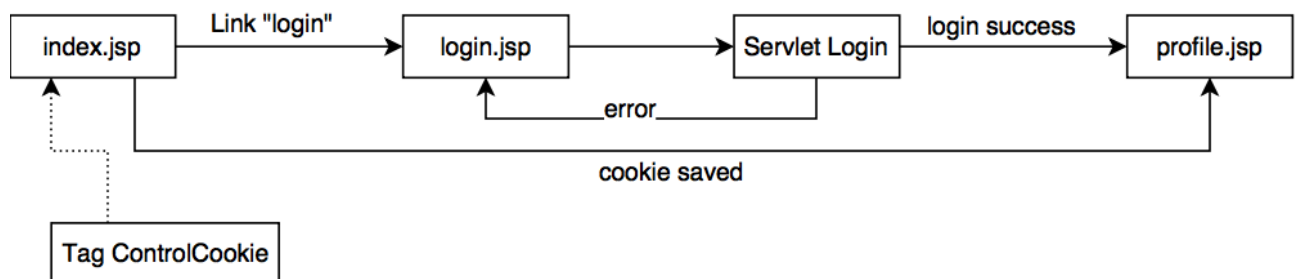 index.jsp
Link "login"
login.jsp
Servlet Login
login success
profile.jsp
error
cookie saved
Tag ControlCookie